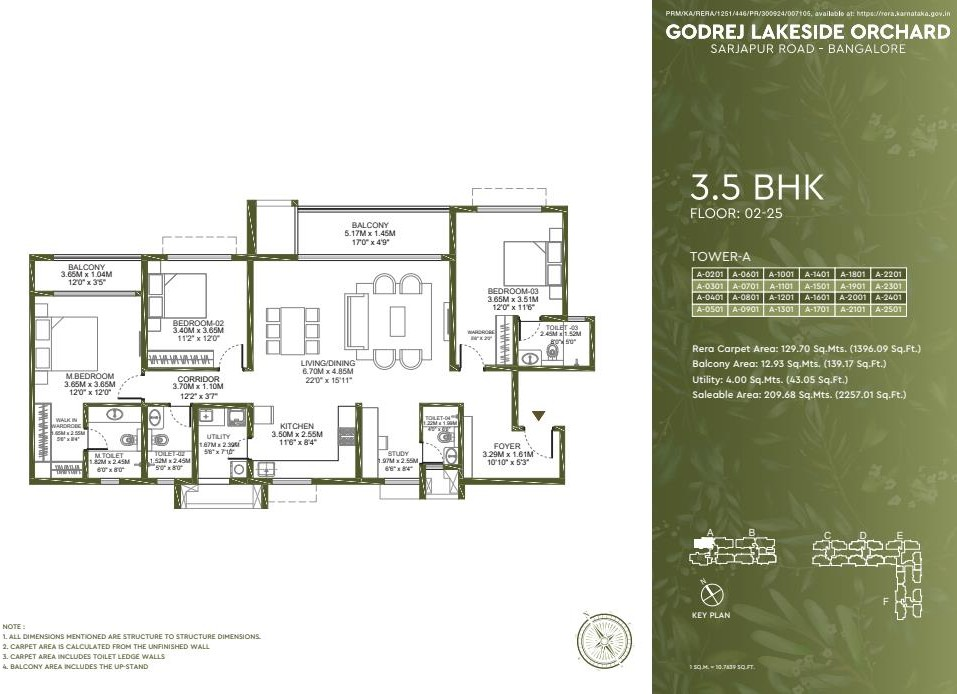 PRM/KA/RERA/1251/446/PR/300924/007105, available at: https://rera.karnataka.gov.in
GODREJ LAKESIDE ORCHARD
SARJAPUR ROAD - BANGALORE
3.5 BHK
FLOOR: 02-25
TOWER-A
A-0201 A-0601 A-1001 A-1401 A-1801 A-2201
A-0301 A-0701 A-1101 A-1501 A-1901 A-2301
A-0401 A-0801 A-1201 A-1601 A-2001 A-2401
A-0501 A-0901 A-1301 A-1701 A-2101 A-2501
Rera Carpet Area: 129.70 Sq.Mts. (1396.09 Sq.Ft.)
Balcony Area: 12.93 Sq.Mts. (139.17 Sq.Ft.)
Utility: 4.00 Sq.Mts. (43.05 Sq.Ft.)
Saleable Area: 209.68 Sq.Mts. (2257.01 Sq.Ft.)
BALCONY
5.17M x 1.45M
17'0" x 4'9"
BALCONY
3.65M x 1.04M
12'0" x 3'5"
BEDROOM-02
3.40M x 3.65M
11'2" x 12'0"
BEDROOM-03
3.65M x 3.51M
12'0" x 11'6"
WARDROBE
TOILET -03
2.45M x 1.52M
8'0"x 5'0"
LIVING/DINING
6.70M x 4.85M
22'0" x 15'11"
M.BEDROOM
3.65M x 3.65M
12'0" x 12'0"
CORRIDOR
3.70M x 1.10M
12'2" x 3'7"
WALK IN
WARDROBE
1.65M x 2.55M
5'6" x 8'4"
M.TOILET
1.82M x 2.45M
6'0" x 8'0"
TOILET-02
1.52M x 2.45M
5'0" x 8'0"
UTILITY
1.67M x 2.39M
5'6" x 7'10"
KITCHEN
3.50M x 2.55M
11'6" x 8'4"
STUDY
1.97M x 2.55M
6'6" x 8'4"
TOILET-04
1.22M x 1.99M
FOYER
3.29M x 1.61M
10'10" x 5'3"
A B C D E
F
N
KEY PLAN
NOTE :
1. ALL DIMENSIONS MENTIONED ARE STRUCTURE TO STRUCTURE DIMENSIONS.
2. CARPET AREA IS CALCULATED FROM THE UNFINISHED WALL
3. CARPET AREA INCLUDES TOILET LEDGE WALLS
4. BALCONY AREA INCLUDES THE UP-STAND
1 SQ.M. = 10.7639 SQ.FT.